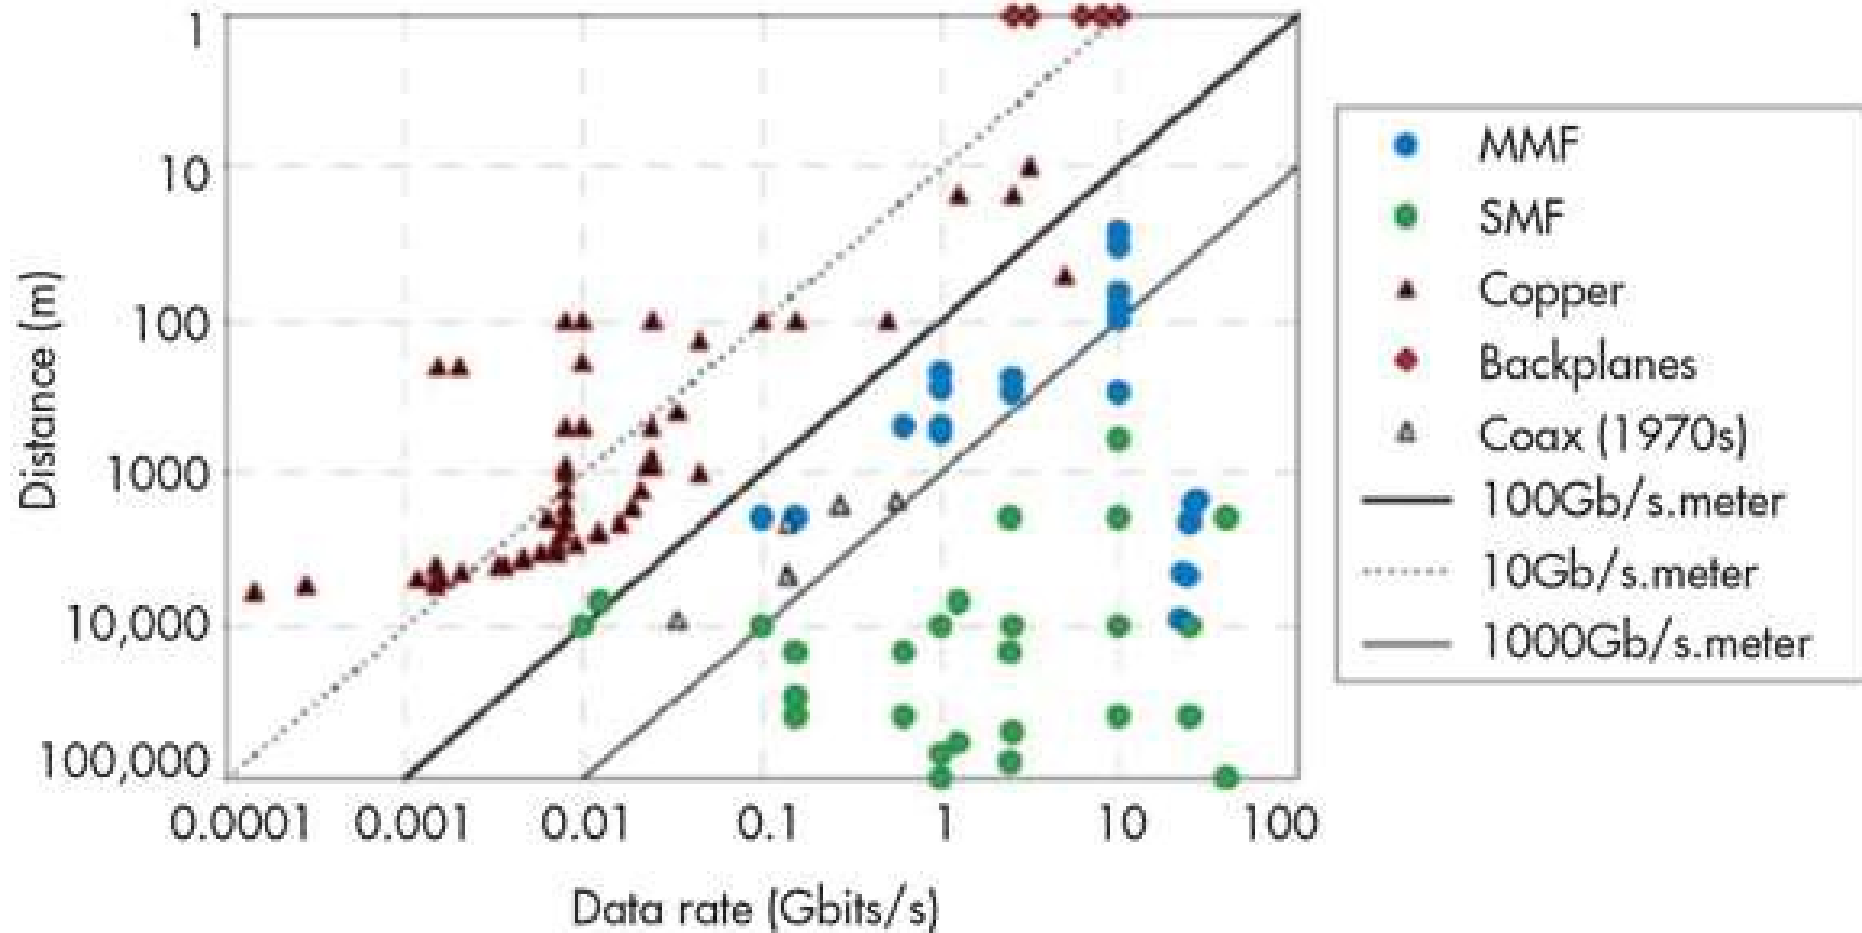 1
10
100
1000
10,000
100,000
Distance (m)
0.0001 0.001 0.01 0.1 1 10 100
Data rate (Gbits/s)
MMF
SMF
Copper
Backplanes
Coax (1970s)
100Gb/s.meter
10Gb/s.meter
1000Gb/s.meter